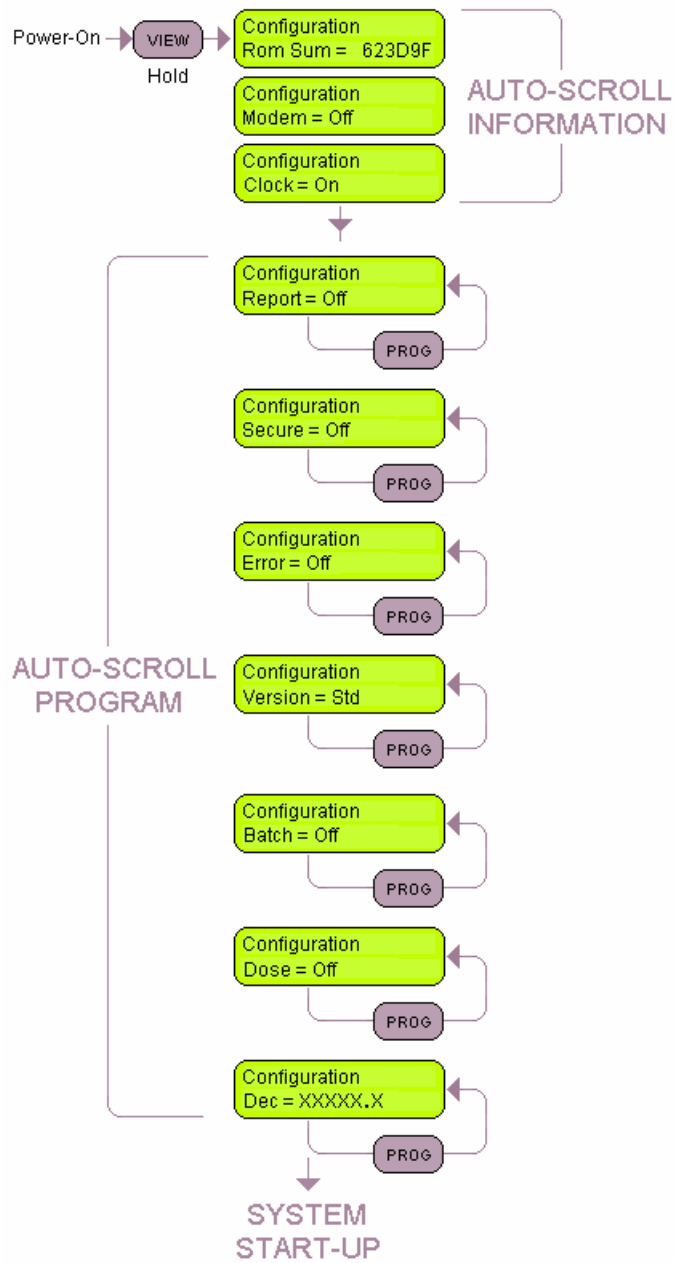 Power-On
VIEW
Hold
Configuration
Rom Sum = 623D9F
Configuration
Modem = Off
Configuration
Clock = On
AUTO-SCROLL
INFORMATION
Configuration
Report = Off
PROG
Configuration
Secure = Off
PROG
Configuration
Error = Off
PROG
AUTO-SCROLL
PROGRAM
Configuration
Version = Std
PROG
Configuration
Batch = Off
PROG
Configuration
Dose = Off
PROG
Configuration
Dec = XXXXX.X
PROG
SYSTEM
START-UP